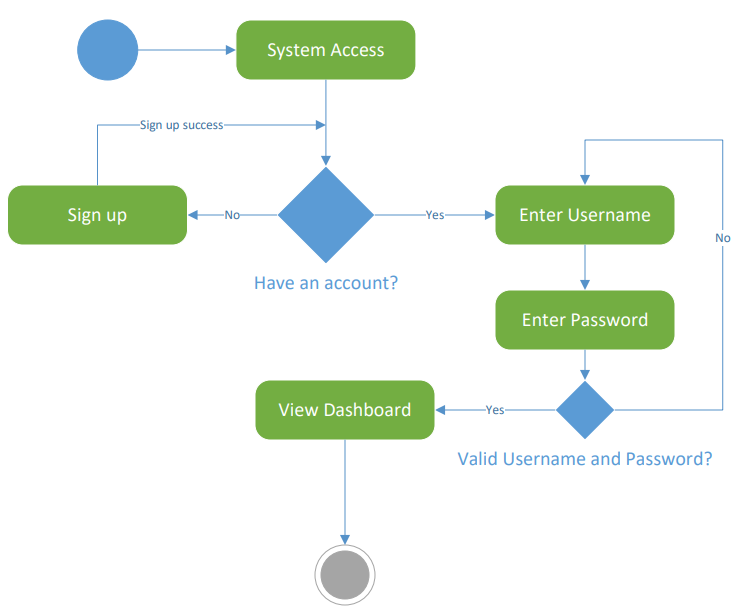 System Access
Sign up success
Sign up
No
Yes
Enter Username
No
Have an account?
Enter Password
View Dashboard
Yes
Valid Username and Password?